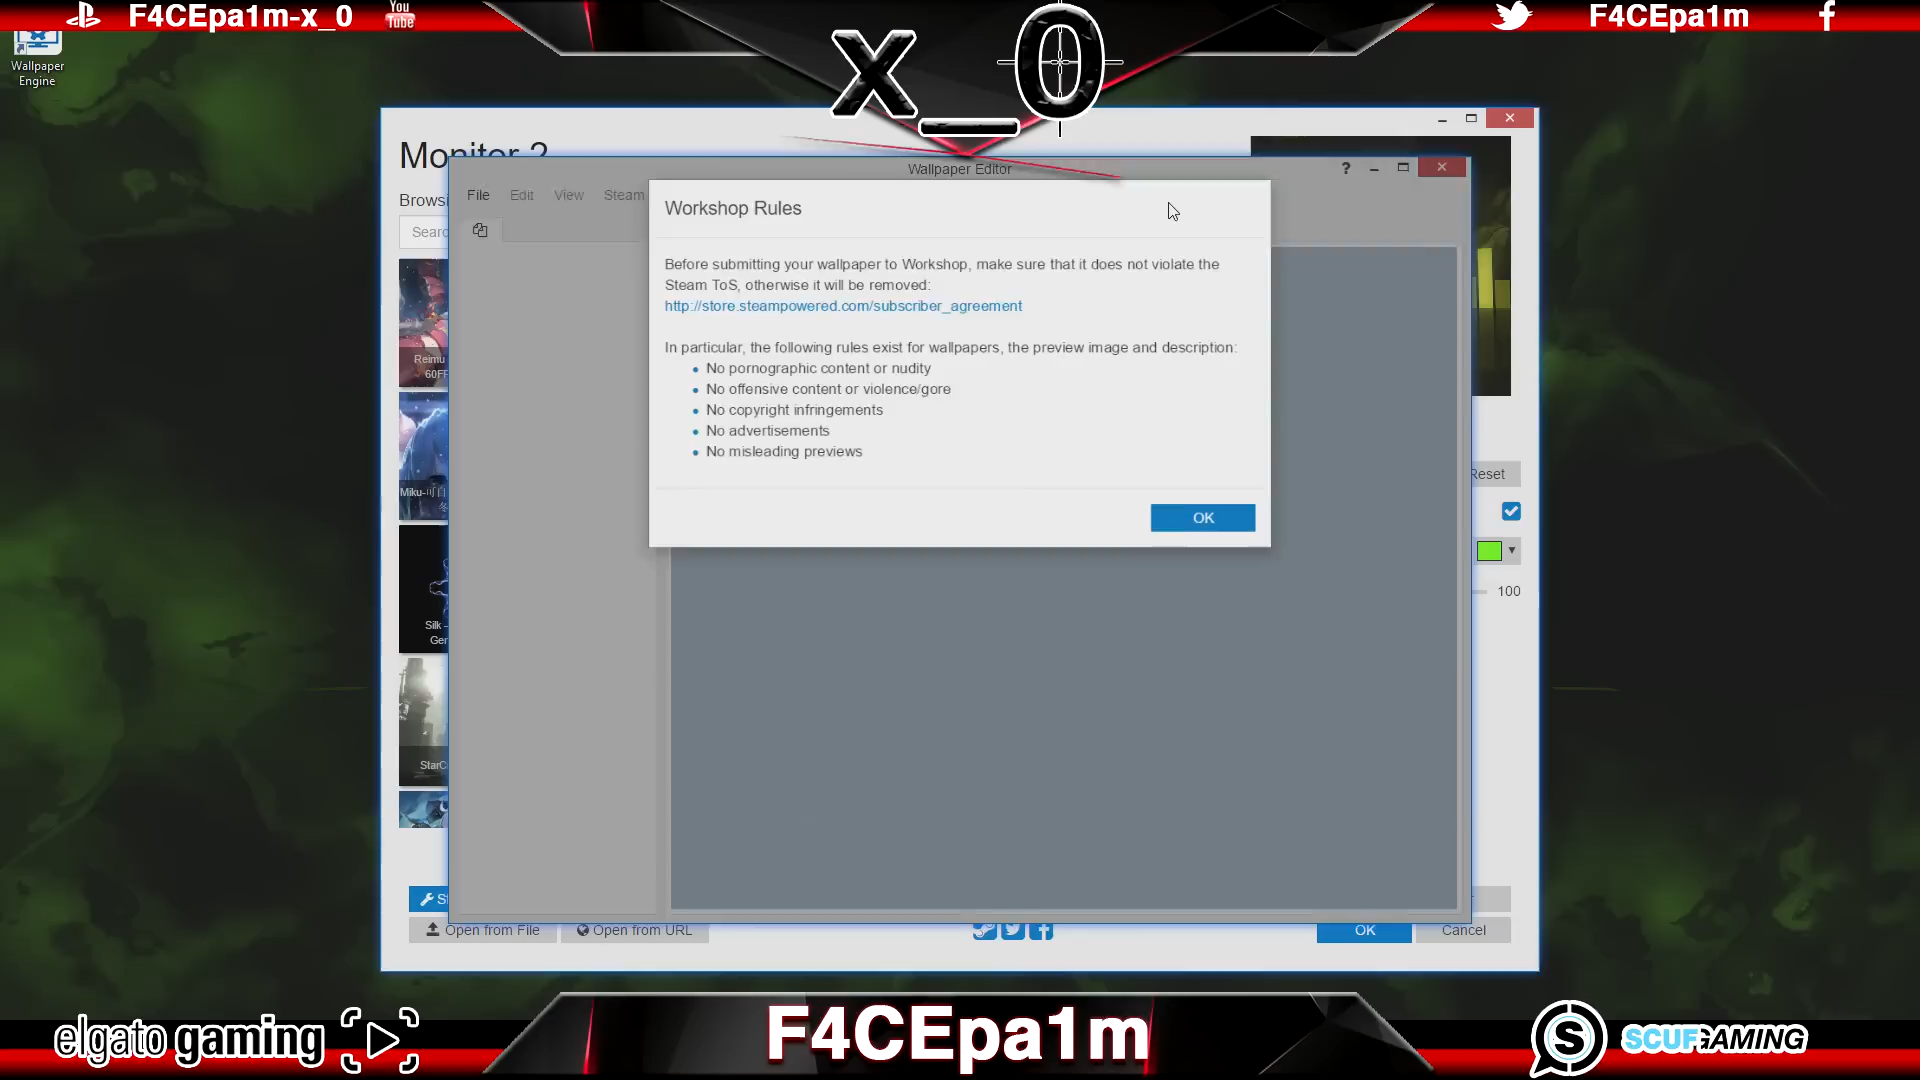 F4CEpa1m-x_0
You
Tube
F4CEpa1m
x_0
Wallpaper
Engine
Monitor 2
Wallpaper Editor
File Edit View Steam
Workshop Rules
Before submitting your wallpaper to Workshop, make sure that it does not violate the
Steam ToS, otherwise it will be removed:
http://store.steampowered.com/subscriber_agreement
In particular, the following rules exist for wallpapers, the preview image and description:
No pornographic content or nudity
No offensive content or violence/gore
No copyright infringements
No advertisements
No misleading previews
OK
Reimu
Miku-
Silk -
Reset
100
Open from File
Open from URL
OK
Cancel
elgato gaming
F4CEpa1m
S
SCUFGAMING